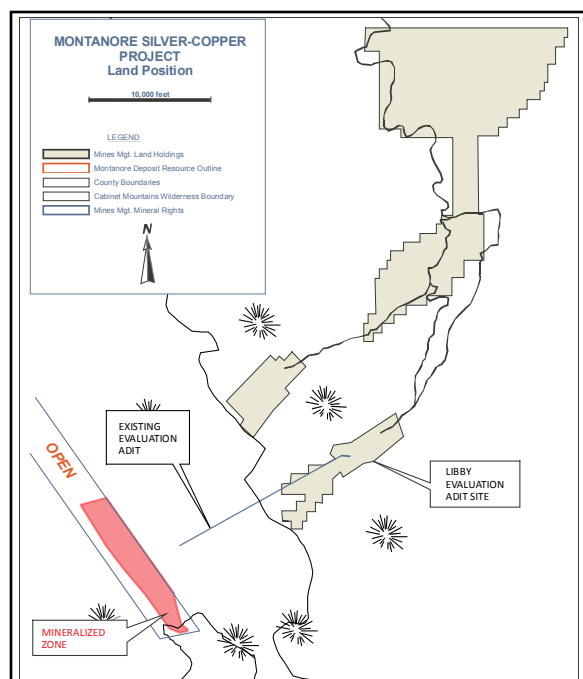 MONTANORE SILVER-COPPER
PROJECT
Land Position
10,000 feet
LEGEND
Mines Mgt. Land Holdings
Montanore Deposit Resource Outline
County Boundaries
Cabinet Mountains Wilderness Boundary
Mines Mgt. Mineral Rights
N
EXISTING
EVALUATION
ADIT
OPEN
LIBBY
EVALUATION
ADIT SITE
MINERALIZED
ZONE